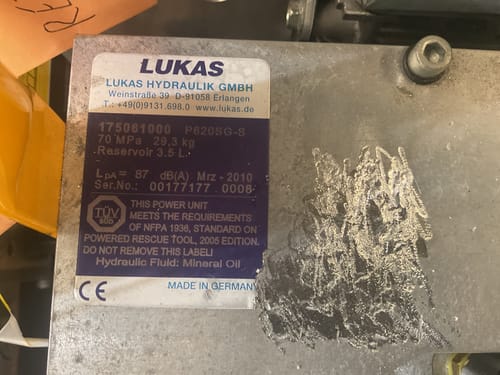 LUKAS
LUKAS HYDRAULIK GMBH
Weinstraße 39 D-91058 Erlangen
T.: +49(0)9131.698.0 www.lukas.de
175061000 P620SG-S
70 MPa 29,3 kg
Reservoir 3.5 L
LpA= 87 dB(A) Mrz - 2010
Ser.No.: 00177177 0008
TÜV
SÜD
THIS POWER UNIT
MEETS THE REQUIREMENTS
OF NFPA 1936, STANDARD ON
POWERED RESCUE TOOL, 2005 EDITION.
DO NOT REMOVE THIS LABEL!
Hydraulic Fluid: Mineral Oil
CE MADE IN GERMANY